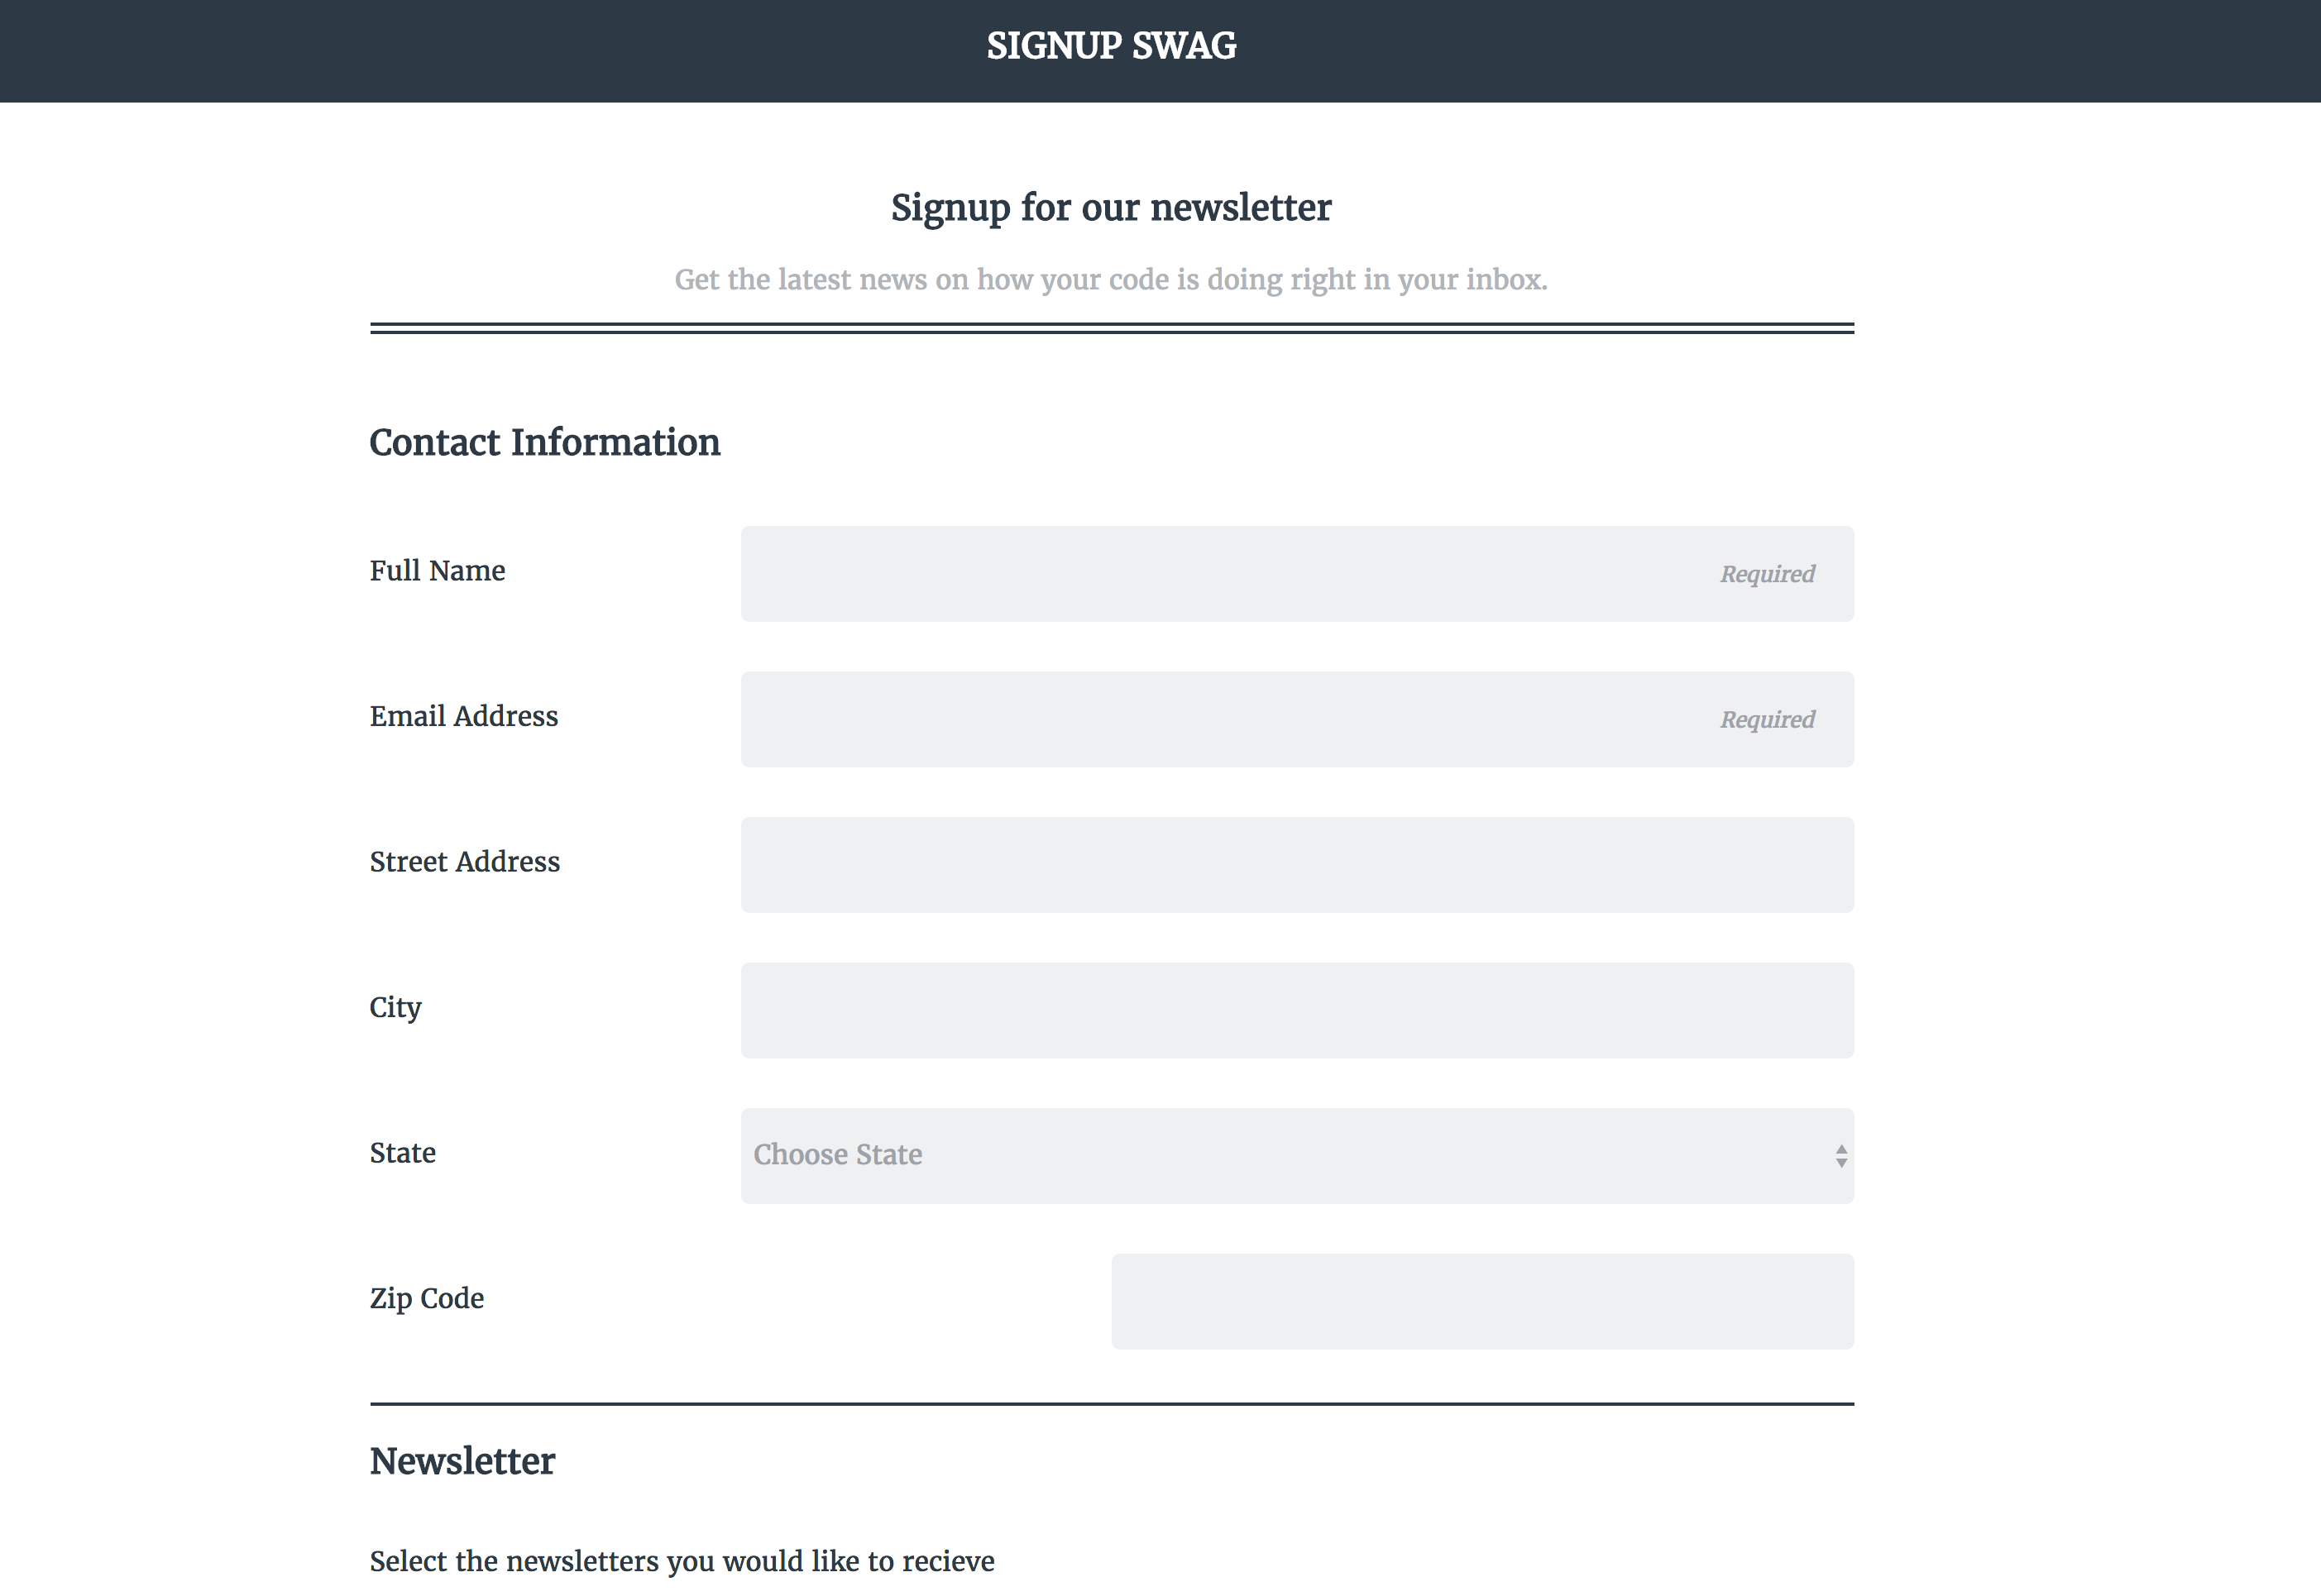 SIGNUP SWAG
Signup for our newsletter
Get the latest news on how your code is doing right in your inbox.
Contact Information
Full Name
Required
Email Address
Required
Street Address
City
State
Choose State
Zip Code
Newsletter
Select the newsletters you would like to recieve